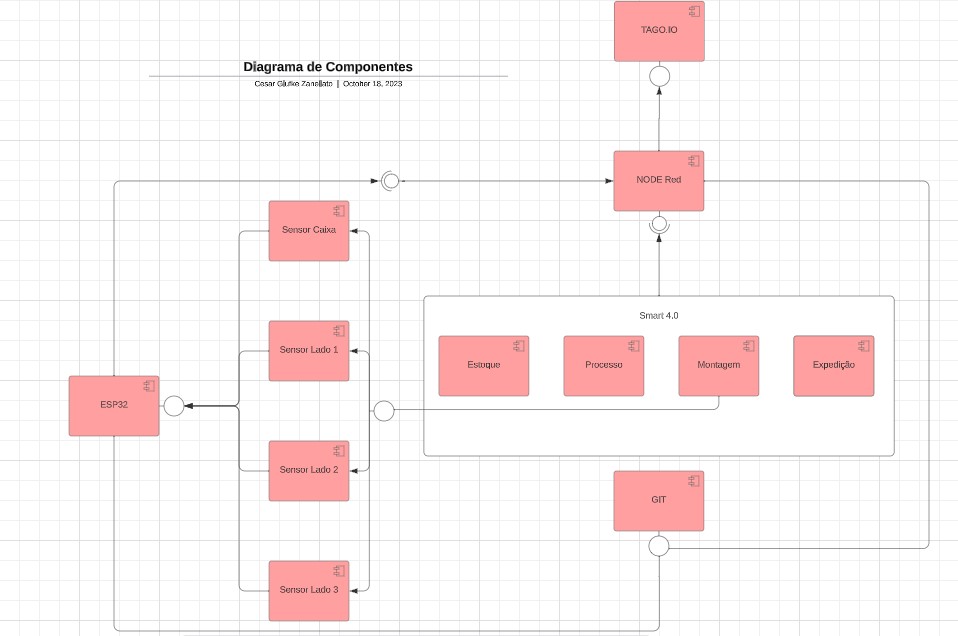 TAGO.IO
Diagrama de Componentes
Cesar Glufke Zanellato | October 18, 2023
NODE Red
Sensor Caixa
Smart 4.0
Sensor Lado 1
Estoque
Processo
Montagem
Expedição
ESP32
Sensor Lado 2
GIT
Sensor Lado 3